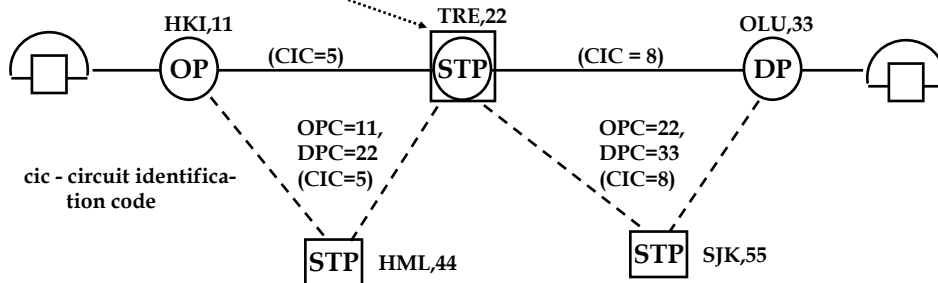 TRE,22
HKI,11
OLU,33
OP
(CIC=5)
STP
(CIC = 8)
DP
OPC=11,
DPC=22
(CIC=5)
OPC=22,
DPC=33
(CIC=8)
cic - circuit identifica-
tion code
STP
HML,44
STP
SJK,55